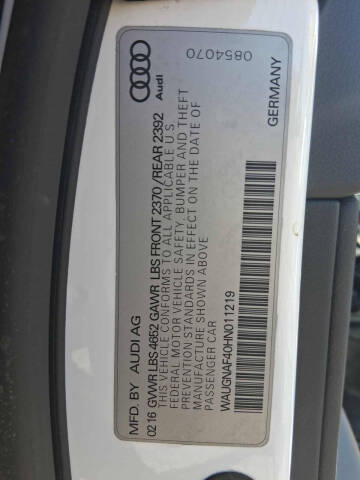 MFD. BY AUDI AG
02 16 GVWR LBS 4652 GAWR LBS FRONT 2370 / REAR 2392
THIS VEHICLE CONFORMS TO ALL APPLICABLE U.S.
FEDERAL MOTOR VEHICLE SAFETY, BUMPER AND THEFT
PREVENTION STANDARDS IN EFFECT ON THE DATE OF
MANUFACTURE SHOWN ABOVE
PASSENGER CAR
WAUGNAF40HN011219
Audi
0854070
GERMANY